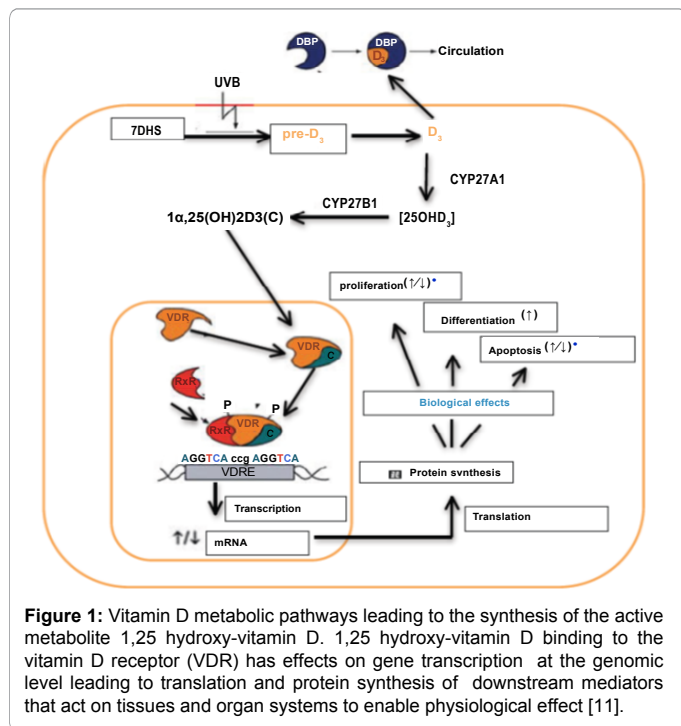 DBP
DBP
D₃
Circulation
UVB
7DHS
pre-D₃
D₃
CYP27A1
CYP27B1
1α,25(OH)2D3(C)
[25OHD₃]
proliferation(↑/↓)•
Differentiation (↑)
Apoptosis (↑/↓)•
VDR
VDR
C
RxR
P
P
VDR
RxR
C
Biological effects
AGGTCA ccg AGGTCA
VDRE
Protein svnthesis
Transcription
Translation
↑/↓
mRNA
Figure 1: Vitamin D metabolic pathways leading to the synthesis of the active
metabolite 1,25 hydroxy-vitamin D. 1,25 hydroxy-vitamin D binding to the
vitamin D receptor (VDR) has effects on gene transcription at the genomic
level leading to translation and protein synthesis of downstream mediators
that act on tissues and organ systems to enable physiological effect [11].